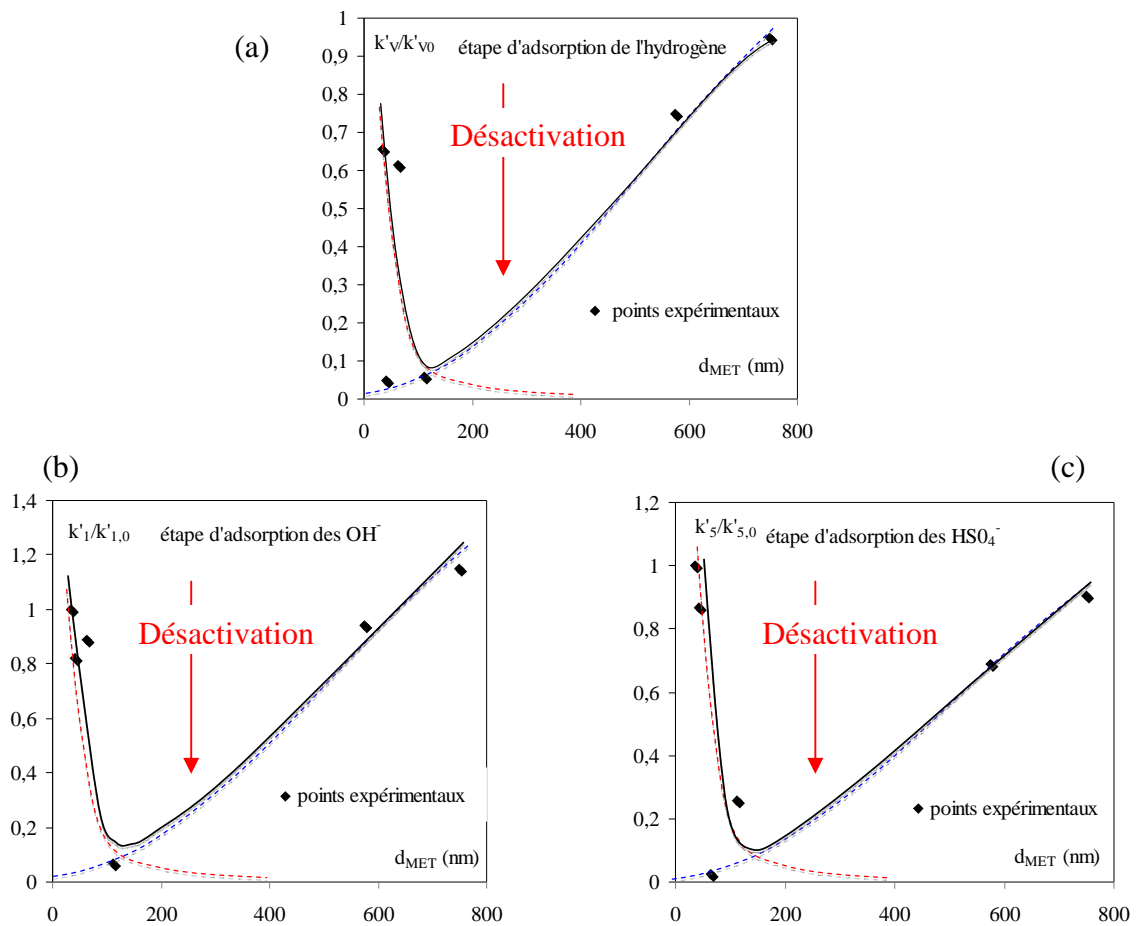 (a)
k'V/k'V0 étape d'adsorption de l'hydrogène
Désactivation
points expérimentaux
dMET (nm)
1
0,9
0,8
0,7
0,6
0,5
0,4
0,3
0,2
0,1
0
0 200 400 600 800
(b)
k'1/k'1,0 étape d'adsorption des OH-
Désactivation
points expérimentaux
dMET (nm)
1,4
1,2
1
0,8
0,6
0,4
0,2
0
0 200 400 600 800
(c)
k'5/k'5,0 étape d'adsorption des HS04-
Désactivation
points expérimentaux
dMET (nm)
1,2
1
0,8
0,6
0,4
0,2
0
0 200 400 600 800